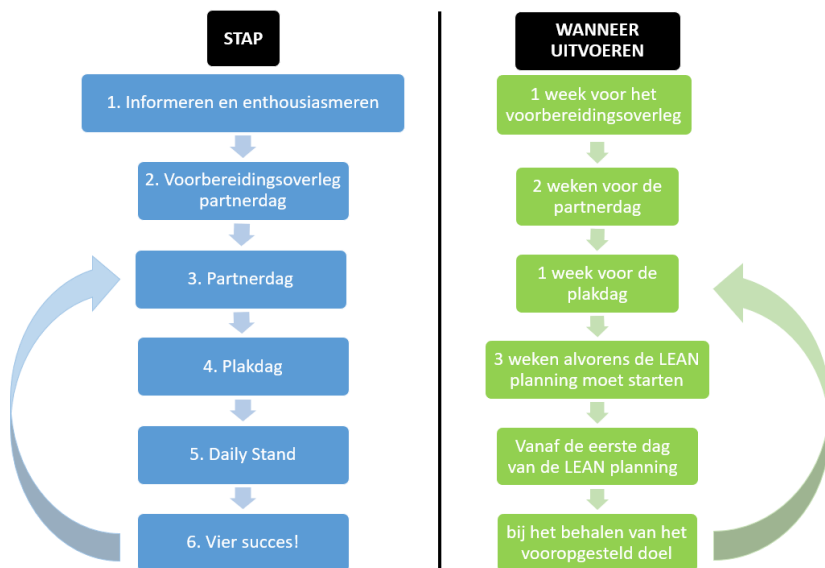 STAP
1. Informeren en enthousiasmeren
2. Voorbereidingsoverleg
partnerdag
3. Partnerdag
4. Plakdag
5. Daily Stand
6. Vier succes!
WANNEER
UITVOEREN
1 week voor het
voorbereidingsoverleg
2 weken voor de
partnerdag
1 week voor de
plakdag
3 weken alvorens de LEAN
planning moet starten
Vanaf de eerste dag
van de LEAN planning
bij het behalen van het
vooropgesteld doel